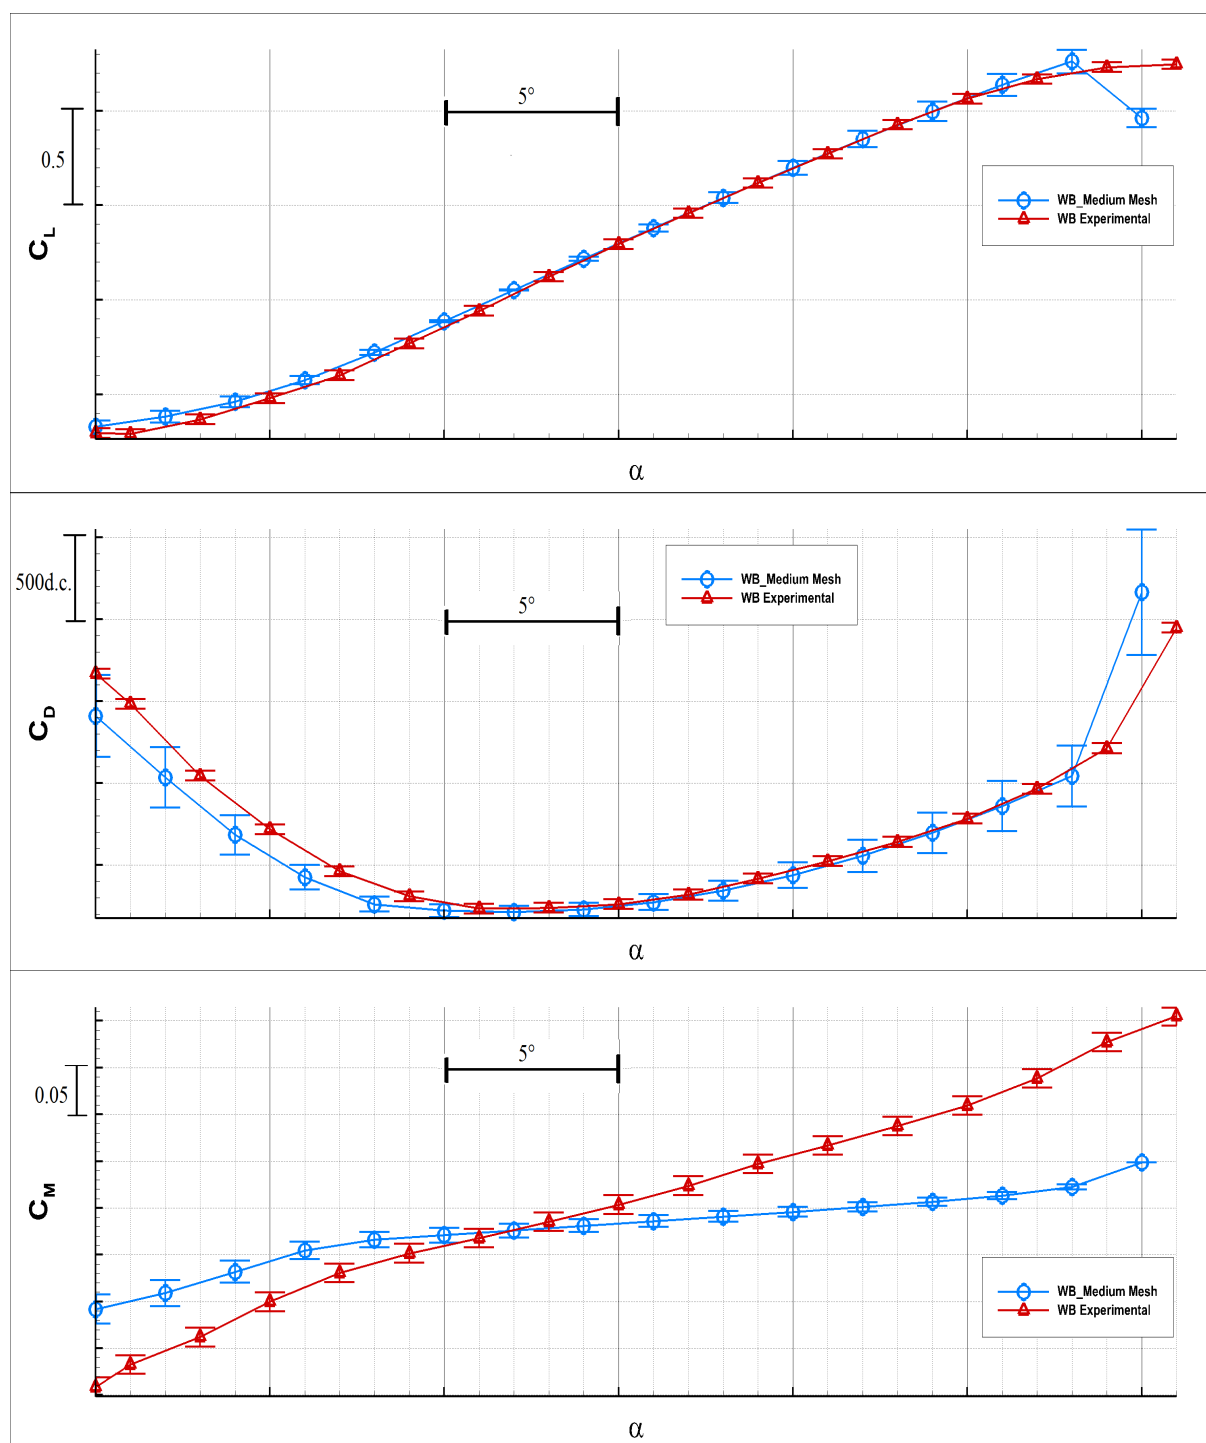 5°
0.5
C_L
WB_Medium Mesh
WB Experimental
α
500d.c.
5°
WB_Medium Mesh
WB Experimental
C_D
α
5°
0.05
C_M
WB_Medium Mesh
WB Experimental
α